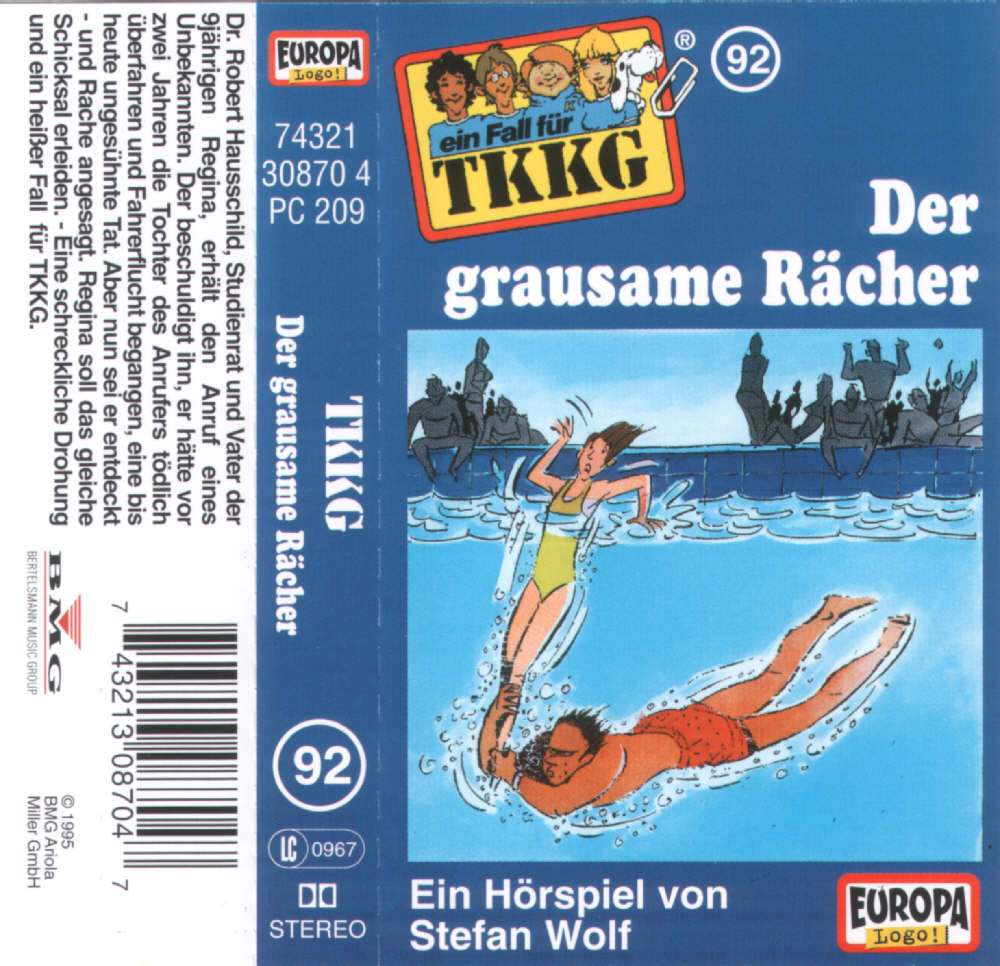 Dr. Robert Hausschild, Studienrat und Vater der
9jährigen Regina, erhält den Anruf eines
Unbekannten. Der beschuldigt ihn, er hätte vor
zwei Jahren die Tochter des Anrufers tödlich
überfahren und Fahrerflucht begangen, eine bis
heute ungesühnte Tat. Aber nun sei er entdeckt
- und Rache angesagt. Regina soll das gleiche
Schicksal erleiden. - Eine schreckliche Drohung
und ein heißer Fall für TKKG.
BMG
BERTELSMANN MUSIC GROUP
7 43213 08704 7
© 1995
BMG Ariola
Miller GmbH
EUROPA
Logo!
74321
30870 4
PC 209
TKKG
Der grausame Rächer
92
LC 0967
STEREO
K
ein Fall für
TKKG
®
92
Der
grausame Rächer
Ein Hörspiel von
Stefan Wolf
EUROPA
Logo!